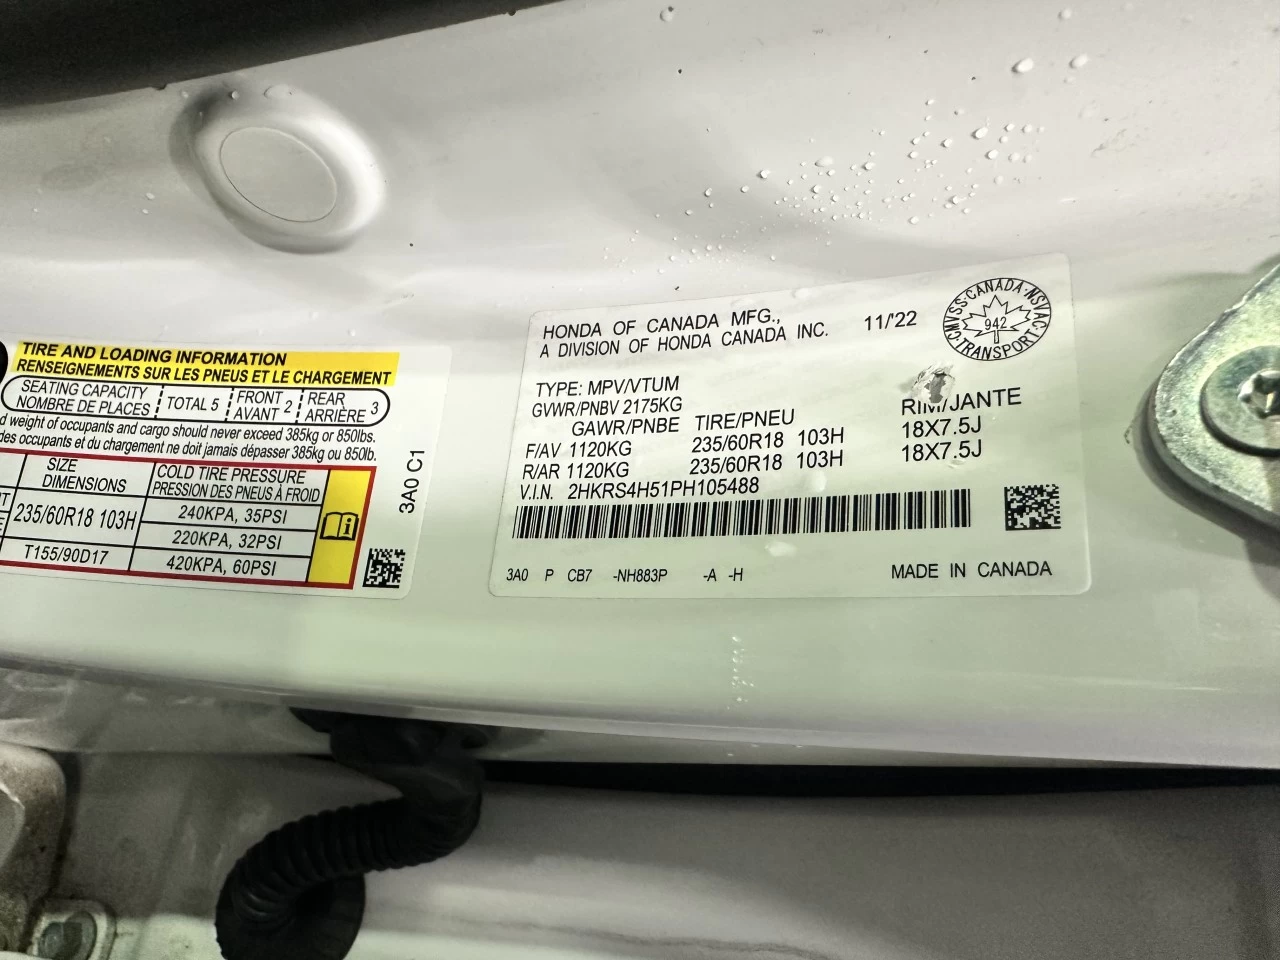 TIRE AND LOADING INFORMATION
RENSEIGNEMENTS SUR LES PNEUS ET LE CHARGEMENT
SEATING CAPACITY
NOMBRE DE PLACES
TOTAL 5
FRONT
AVANT 2
REAR
ARRIÈRE 3
weight of occupants and cargo should never exceed 385kg or 850lbs.
des occupants et du chargement ne doit jamais dépasser 385kg ou 850lb.
SIZE
DIMENSIONS
COLD TIRE PRESSURE
PRESSION DES PNEUS À FROID
235/60R18 103H
240KPA, 35PSI
220KPA, 32PSI
T155/90D17
420KPA, 60PSI
3A0 C1
HONDA OF CANADA MFG.,
A DIVISION OF HONDA CANADA INC.
11/'22
CMVSS·CANADA·NSVAC
942
·TRANSPORT·
TYPE: MPV/VTUM
GVWR/PNBV 2175KG
GAWR/PNBE TIRE/PNEU RIM/JANTE
F/AV 1120KG 235/60R18 103H 18X7.5J
R/AR 1120KG 235/60R18 103H 18X7.5J
V.I.N. 2HKRS4H51PH105488
3A0 P CB7 -NH883P -A -H MADE IN CANADA